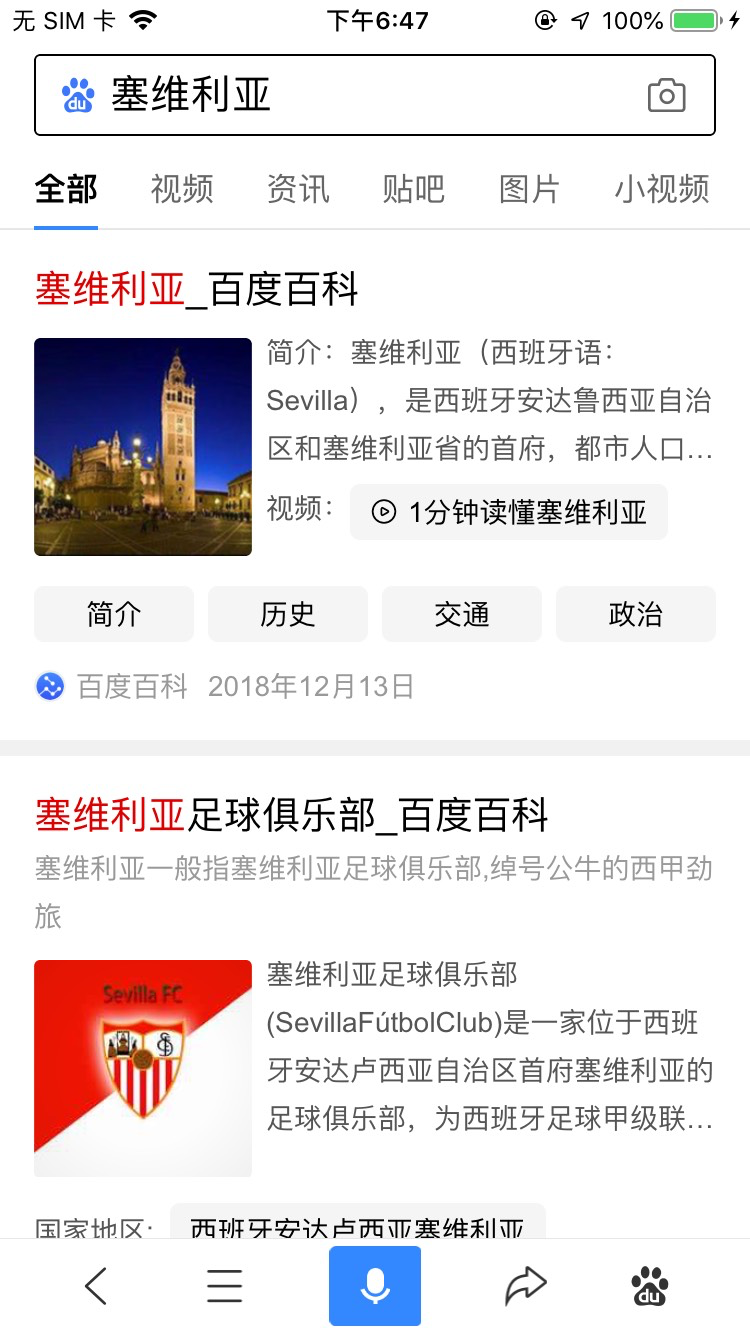 无 SIM 卡 下午6:47 100%
du 塞维利亚
全部 视频 资讯 贴吧 图片 小视频
塞维利亚_百度百科
简介：塞维利亚（西班牙语：
Sevilla），是西班牙安达鲁西亚自治
区和塞维利亚省的首府，都市人口...
视频： 1分钟读懂塞维利亚
简介 历史 交通 政治
百度百科 2018年12月13日
塞维利亚足球俱乐部_百度百科
塞维利亚一般指塞维利亚足球俱乐部,绰号公牛的西甲劲
旅
Sevilla FC
塞维利亚足球俱乐部
(SevillaFútbolClub)是一家位于西班
牙安达卢西亚自治区首府塞维利亚的
足球俱乐部，为西班牙足球甲级联...
国家地区: 西班牙安达卢西亚塞维利亚
du